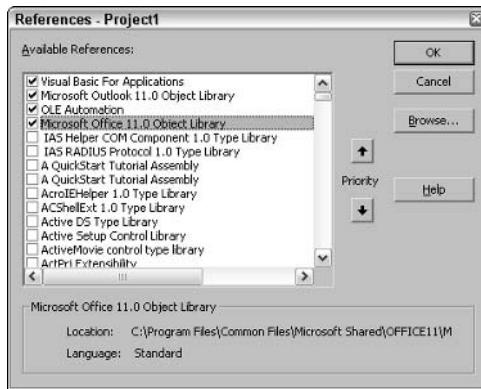 References - Project1
Available References:
Visual Basic For Applications
Microsoft Outlook 11.0 Object Library
OLE Automation
Microsoft Office 11.0 Object Library
IAS Helper COM Component 1.0 Type Library
IAS RADIUS Protocol 1.0 Type Library
A QuickStart Tutorial Assembly
A QuickStart Tutorial Assembly
AcroIEHelper 1.0 Type Library
ACShellExt 1.0 Type Library
Active DS Type Library
Active Setup Control Library
ActiveMovie control type library
ArtPri Extensibility
OK
Cancel
Browse...
Priority
Help
Microsoft Office 11.0 Object Library
Location: C:\Program Files\Common Files\Microsoft Shared\OFFICE11\M
Language: Standard